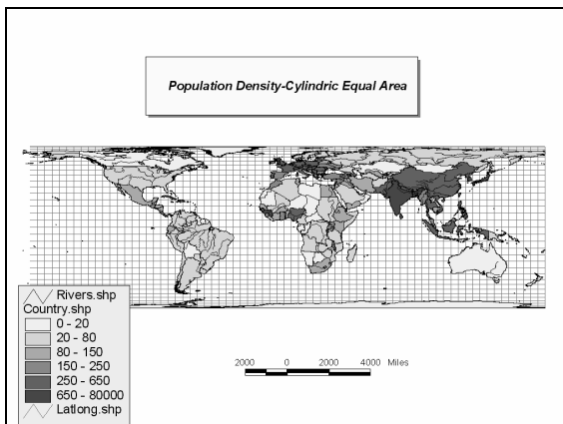 Population Density-Cylindric Equal Area
Rivers.shp
Country.shp
0 - 20
20 - 80
80 - 150
150 - 250
250 - 650
650 - 80000
Latlong.shp
2000 0 2000 4000 Miles